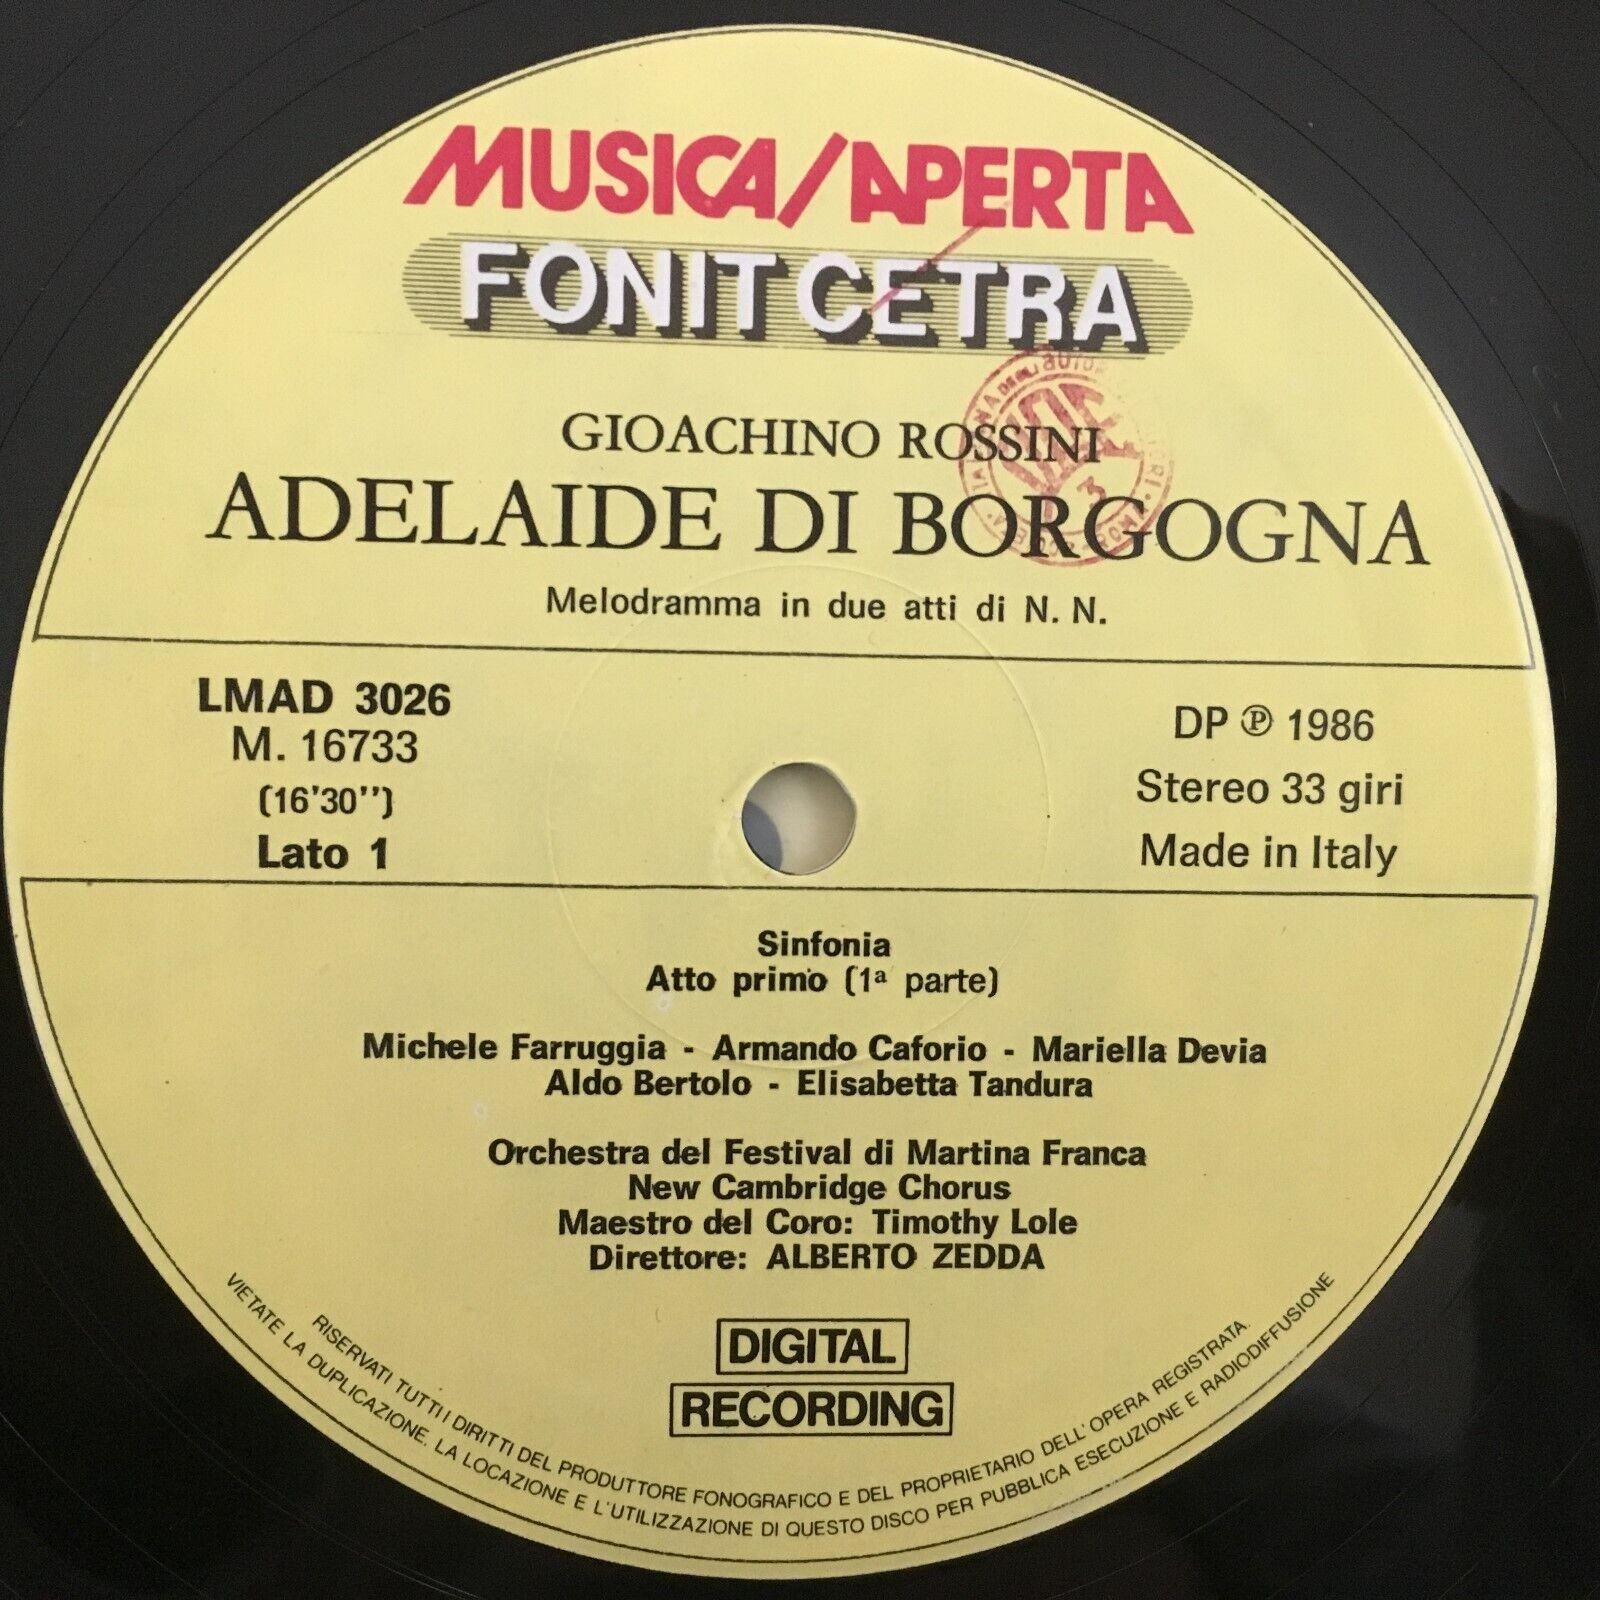 MUSICA/APERTA
FONIT CETRA
GIOACHINO ROSSINI
ADELAIDE DI BORGOGNA
Melodramma in due atti di N. N.
LMAD 3026
M. 16733
(16'30'')
Lato 1
DP ℗ 1986
Stereo 33 giri
Made in Italy
Sinfonia
Atto primo (1ª parte)
Michele Farruggia - Armando Caforio - Mariella Devia
Aldo Bertolo - Elisabetta Tandura
Orchestra del Festival di Martina Franca
New Cambridge Chorus
Maestro del Coro: Timothy Lole
Direttore: ALBERTO ZEDDA
DIGITAL
RECORDING
RISERVATI TUTTI I DIRITTI DEL PRODUTTORE FONOGRAFICO E DEL PROPRIETARIO DELL'OPERA REGISTRATA.
VIETATE LA DUPLICAZIONE, LA LOCAZIONE E L'UTILIZZAZIONE DI QUESTO DISCO PER PUBBLICA ESECUZIONE E RADIODIFFUSIONE